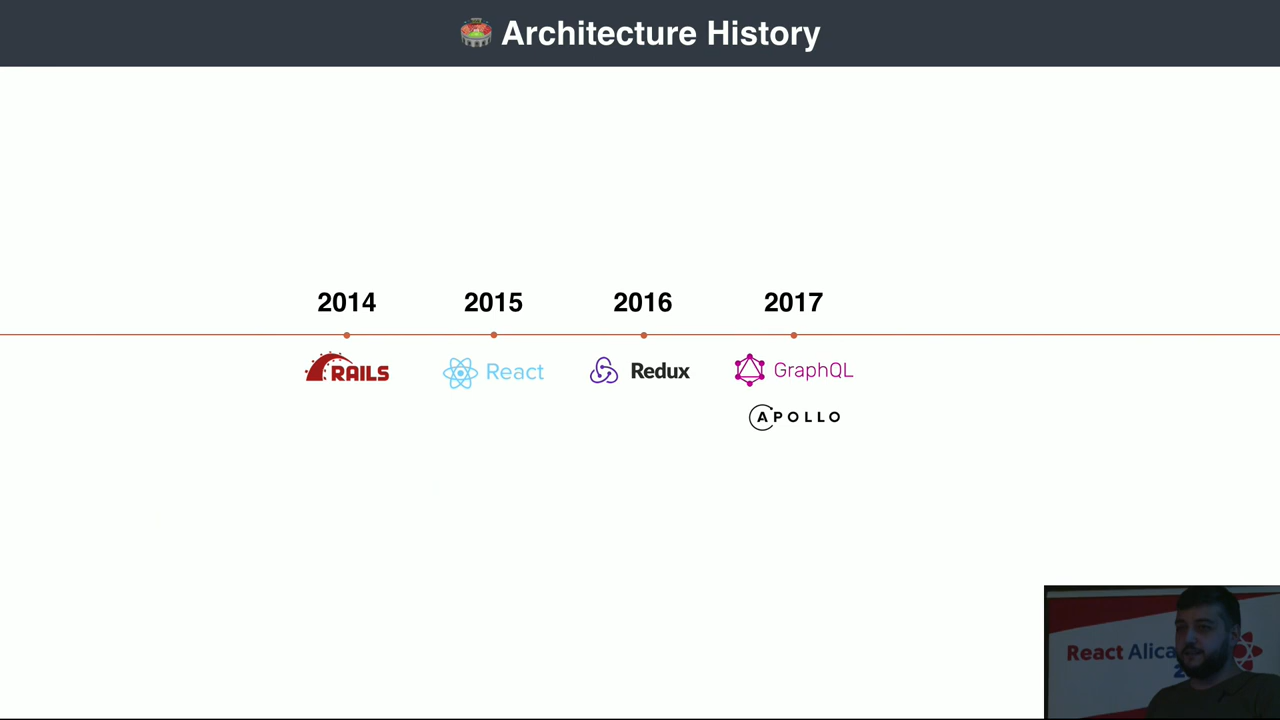 Architecture History
2014 2015 2016 2017
RAILS React Redux GraphQL
APOLLO
React Alica